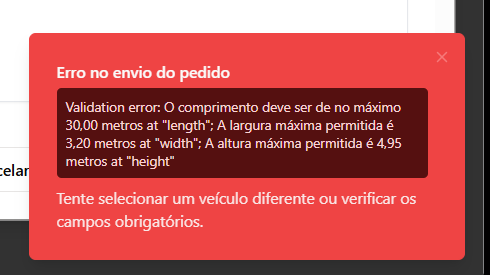 Erro no envio do pedido
Validation error: O comprimento deve ser de no máximo
30,00 metros at "length"; A largura máxima permitida é
3,20 metros at "width"; A altura máxima permitida é 4,95
metros at "height"
celar
Tente selecionar um veículo diferente ou verificar os
campos obrigatórios.